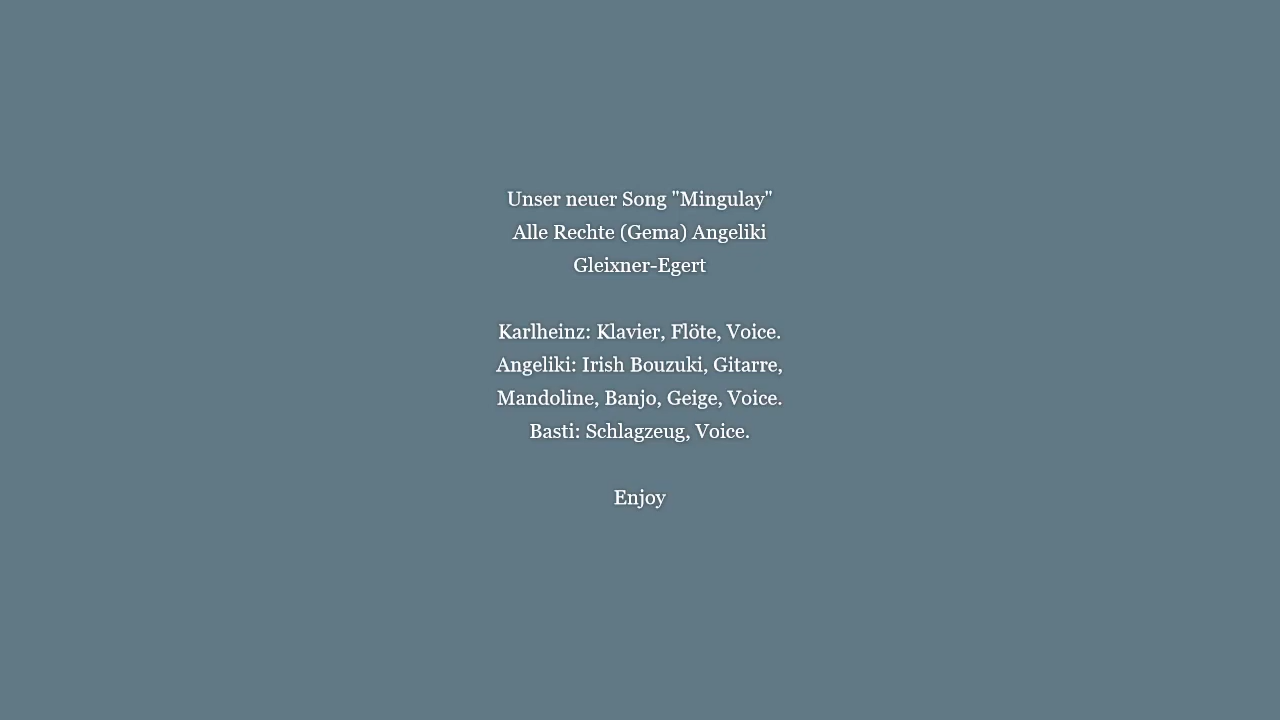 Unser neuer Song "Mingulay"
Alle Rechte (Gema) Angeliki
Gleixner-Egert
Karlheinz: Klavier, Flöte, Voice.
Angeliki: Irish Bouzuki, Gitarre,
Mandoline, Banjo, Geige, Voice.
Basti: Schlagzeug, Voice.
Enjoy